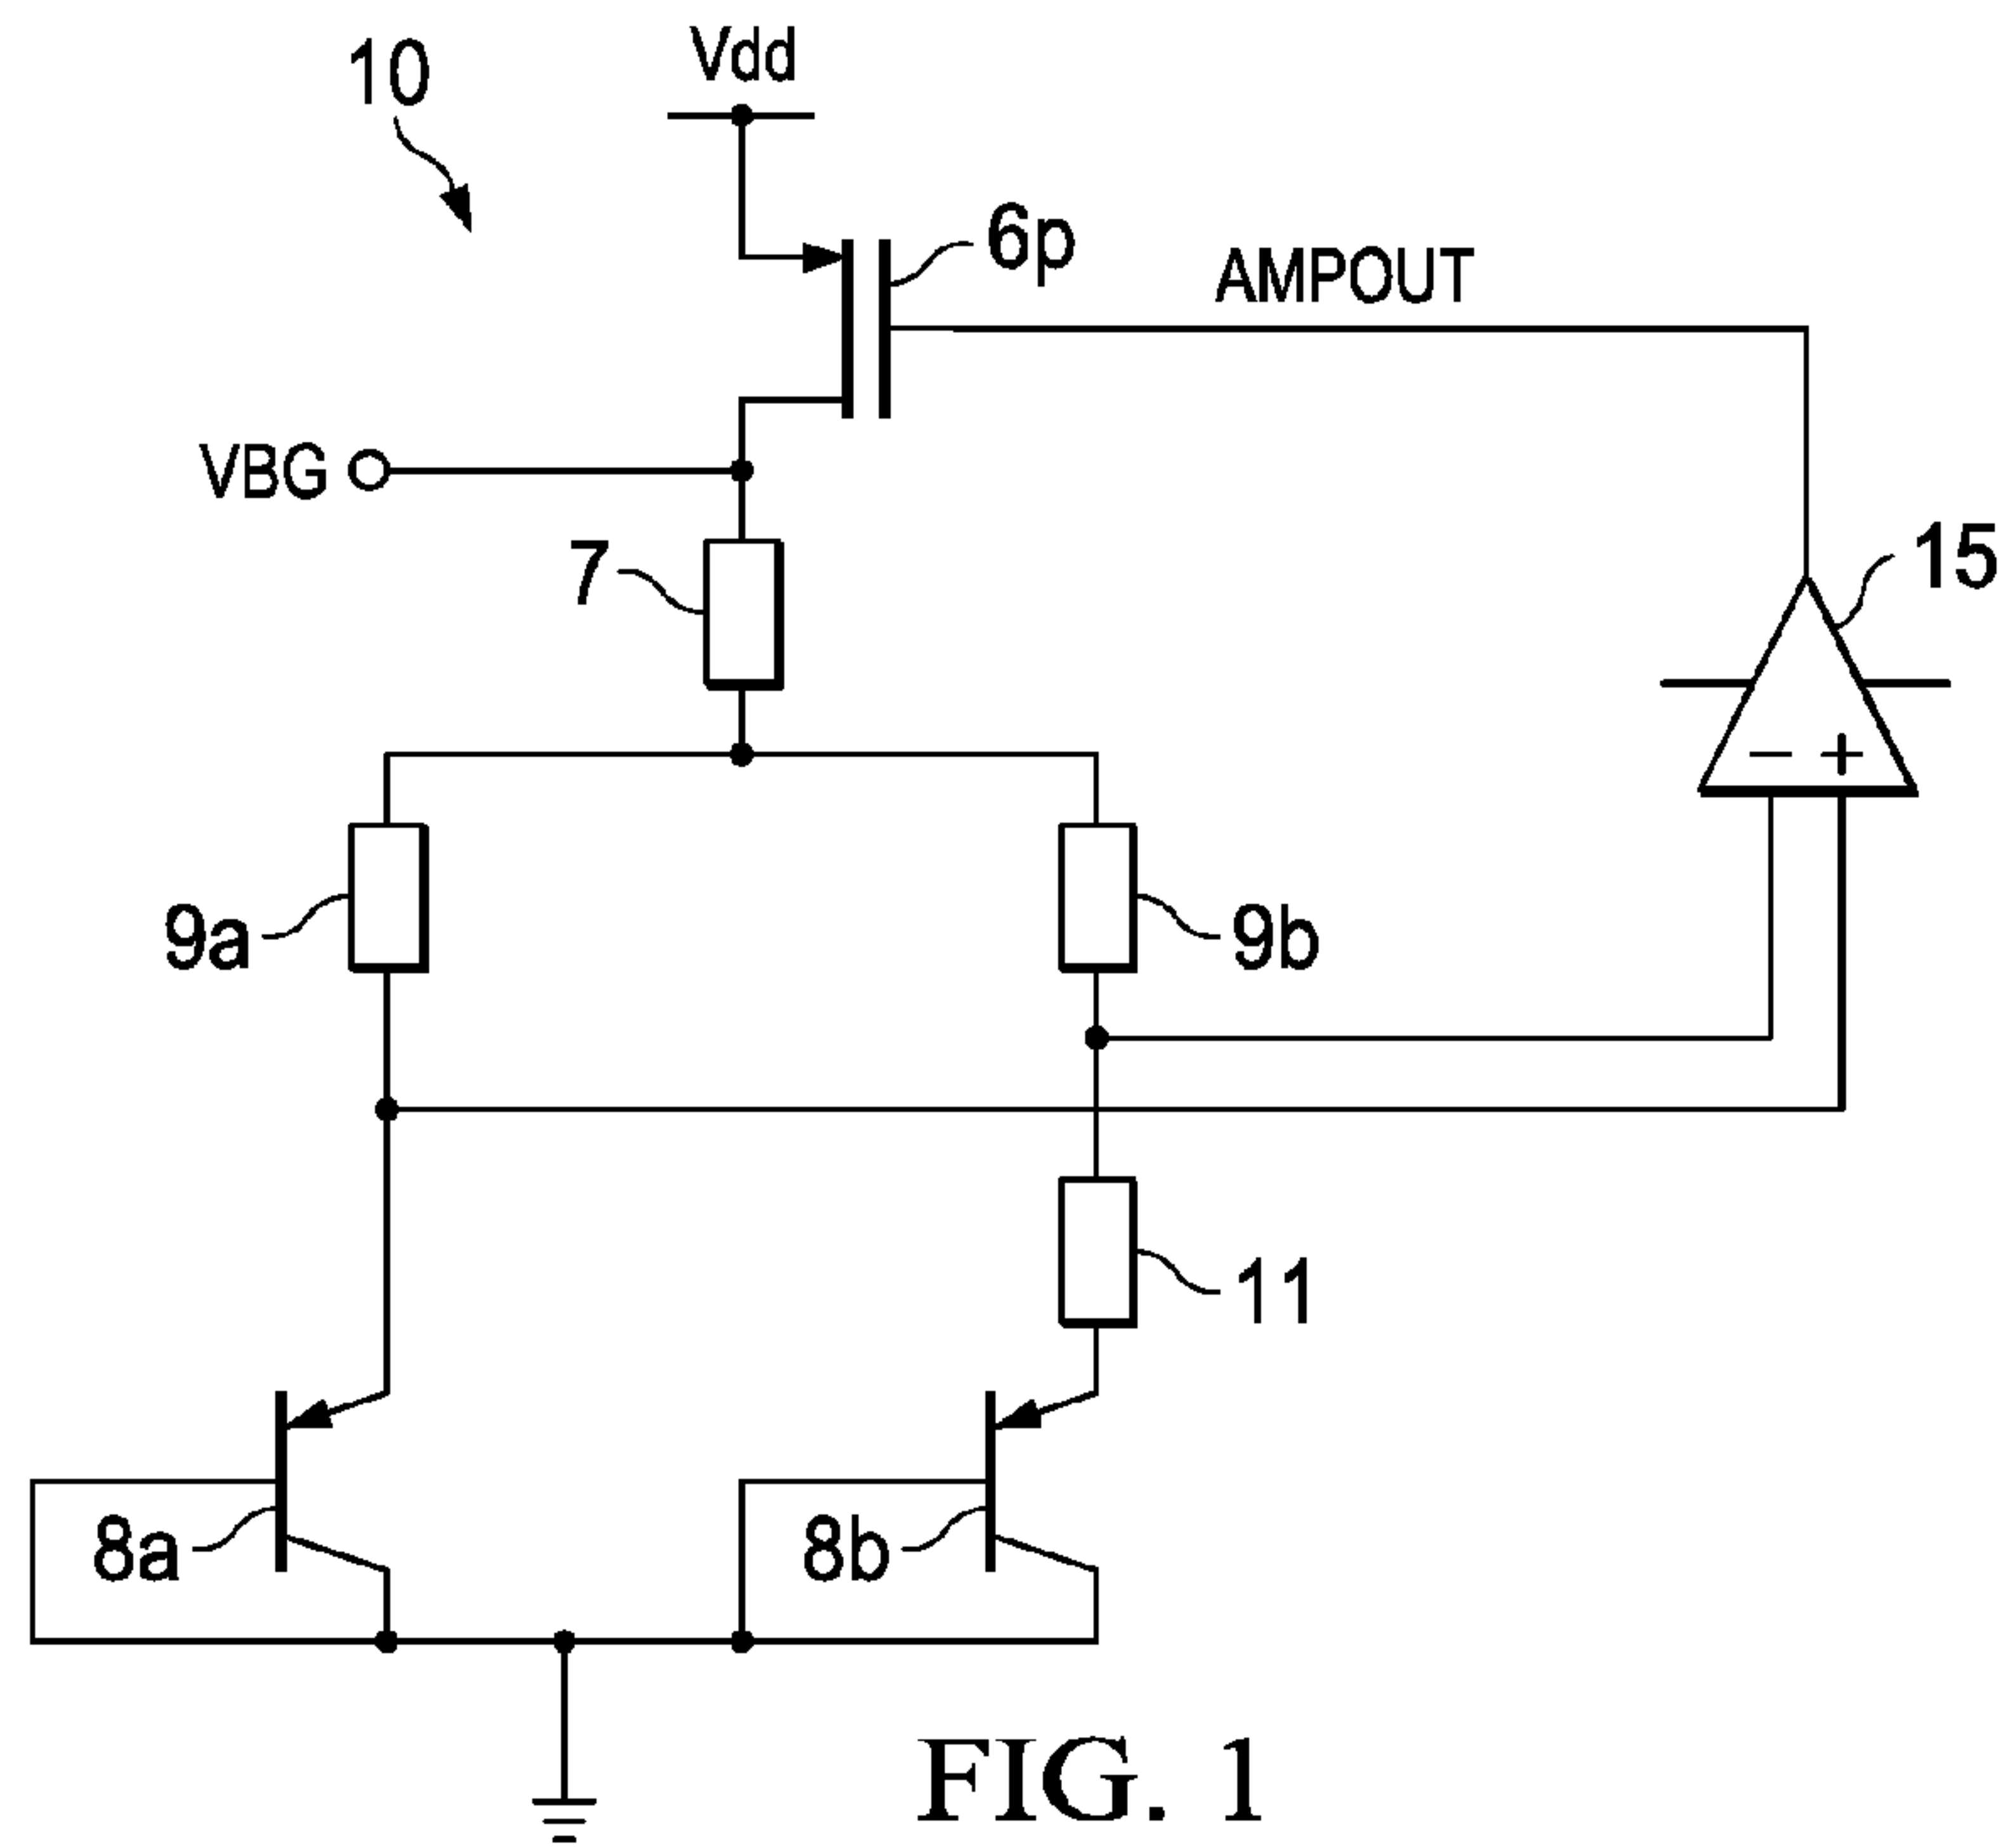 10
Vdd
6p
AMPOUT
VBG
7
15
− +
9a
9b
11
8a
8b
FIG. 1